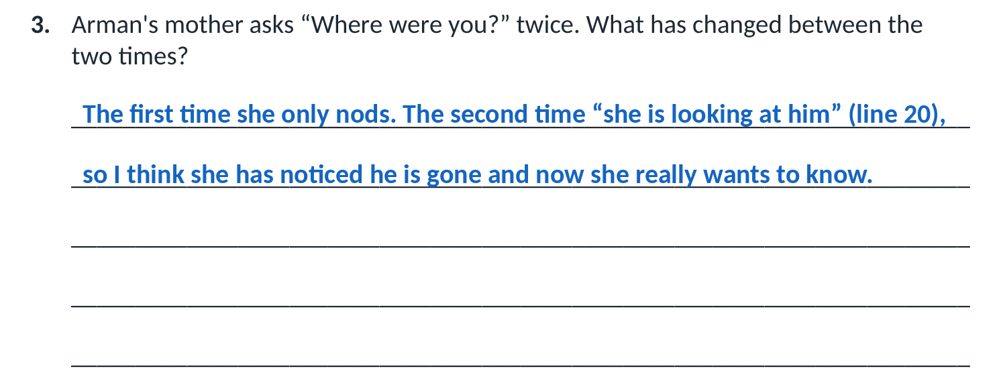 3. Arman's mother asks “Where were you?” twice. What has changed between the
two times?
The first time she only nods. The second time “she is looking at him” (line 20),
so I think she has noticed he is gone and now she really wants to know.